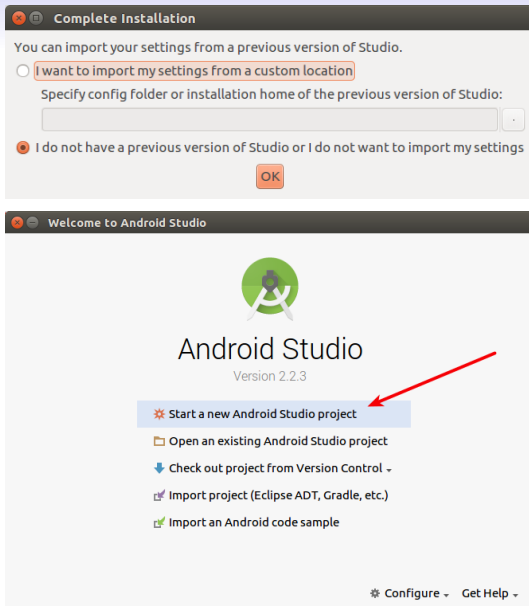 Complete Installation
You can import your settings from a previous version of Studio.
I want to import my settings from a custom location
Specify config folder or installation home of the previous version of Studio:
I do not have a previous version of Studio or I do not want to import my settings
OK
Welcome to Android Studio
Android Studio
Version 2.2.3
Start a new Android Studio project
Open an existing Android Studio project
Check out project from Version Control
Import project (Eclipse ADT, Gradle, etc.)
Import an Android code sample
Configure Get Help